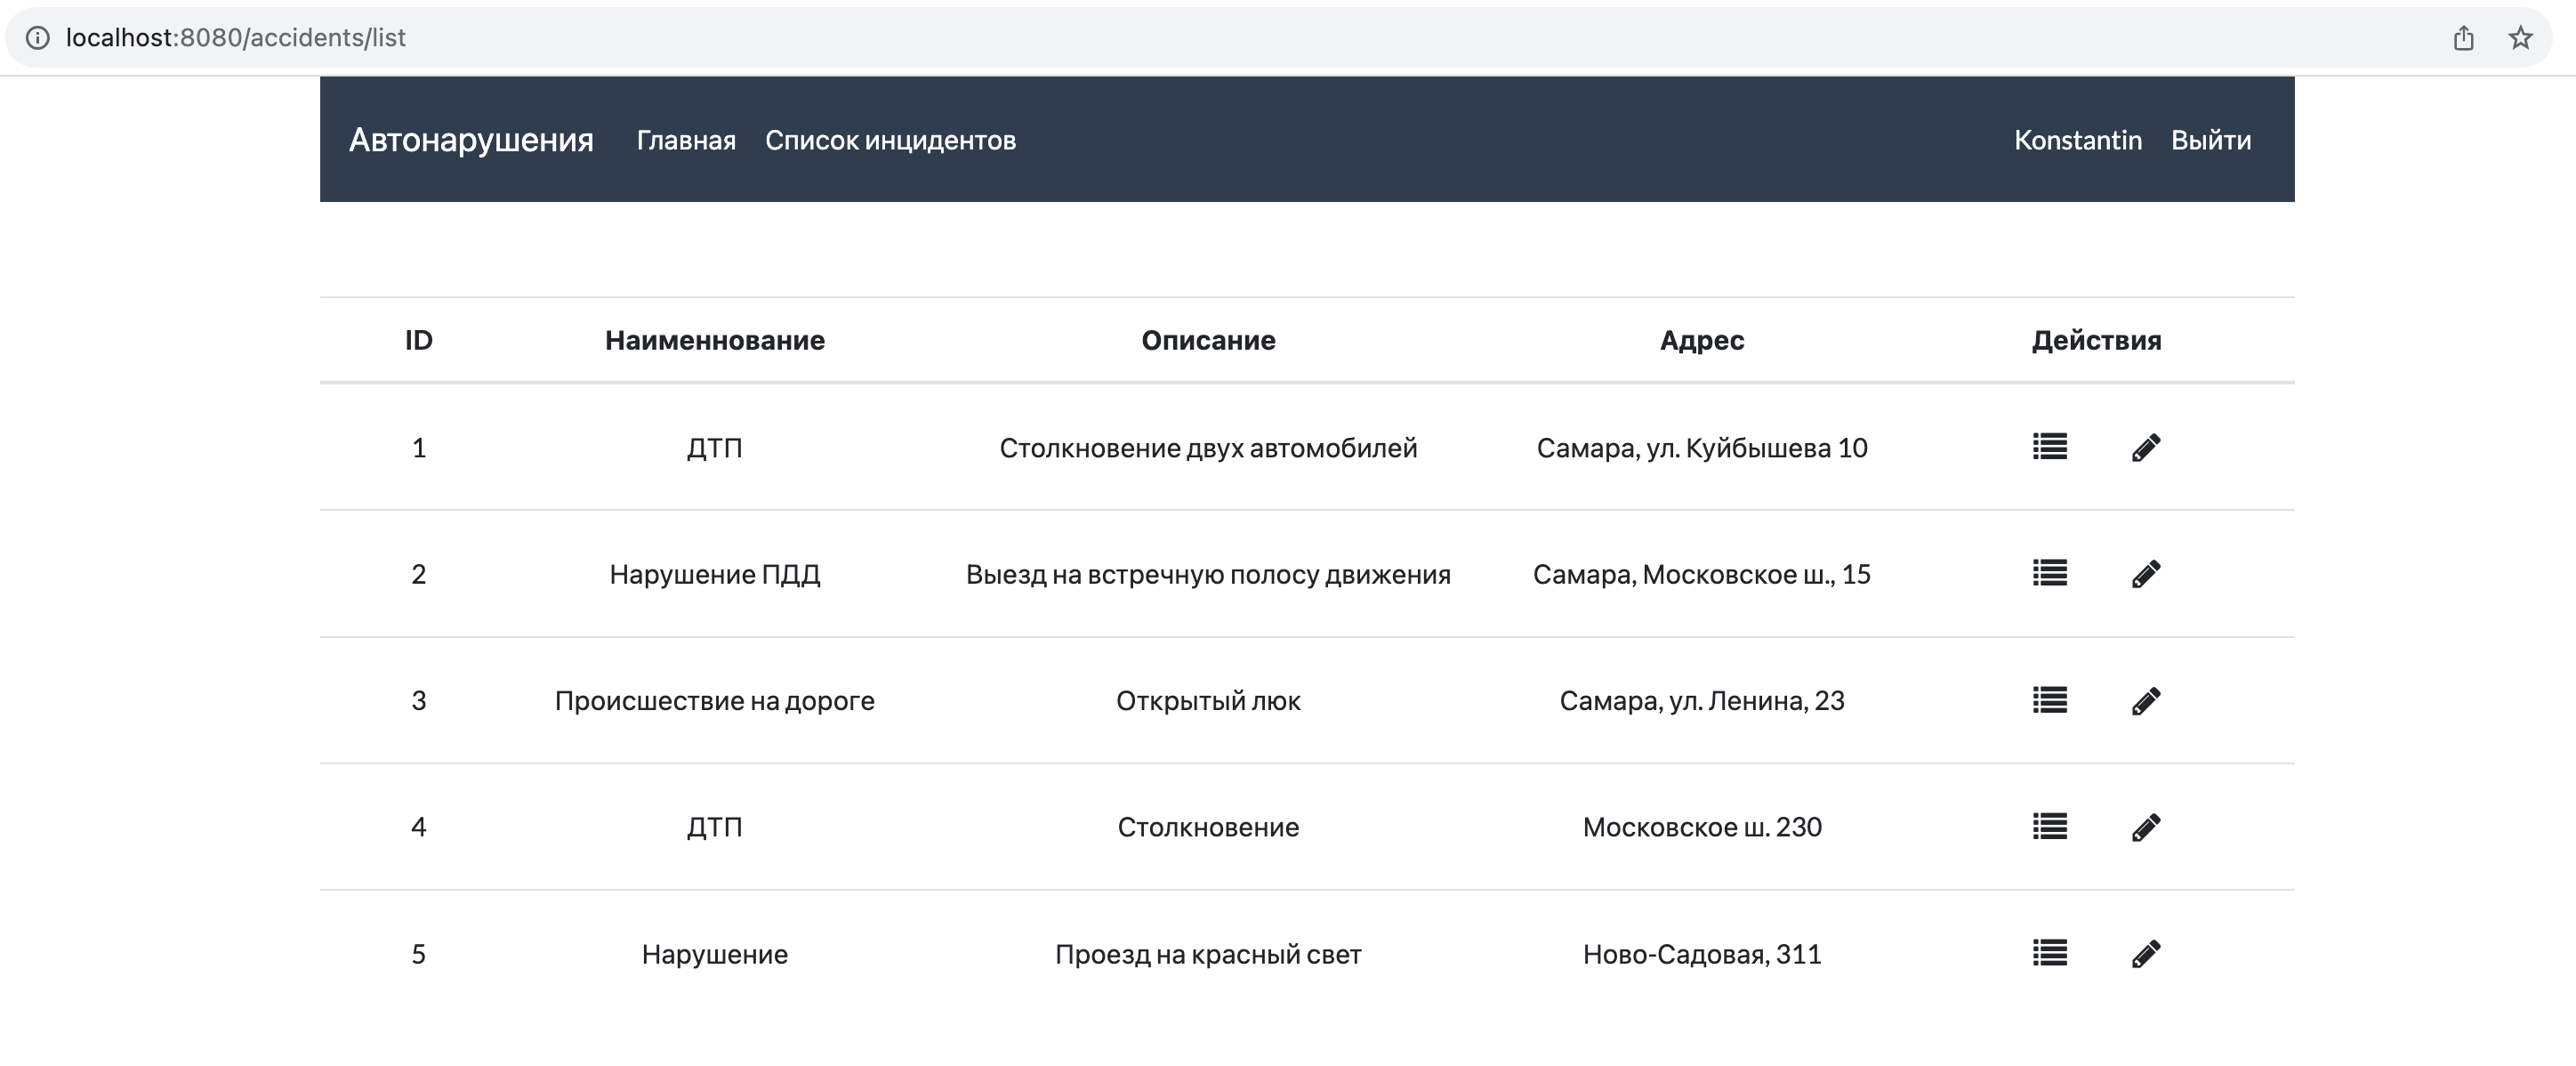 localhost:8080/accidents/list
Автонарушения Главная Список инцидентов Konstantin Выйти
ID Наименнование Описание Адрес Действия
1 ДТП Столкновение двух автомобилей Самара, ул. Куйбышева 10
2 Нарушение ПДД Выезд на встречную полосу движения Самара, Московское ш., 15
3 Происшествие на дороге Открытый люк Самара, ул. Ленина, 23
4 ДТП Столкновение Московское ш. 230
5 Нарушение Проезд на красный свет Ново-Садовая, 311